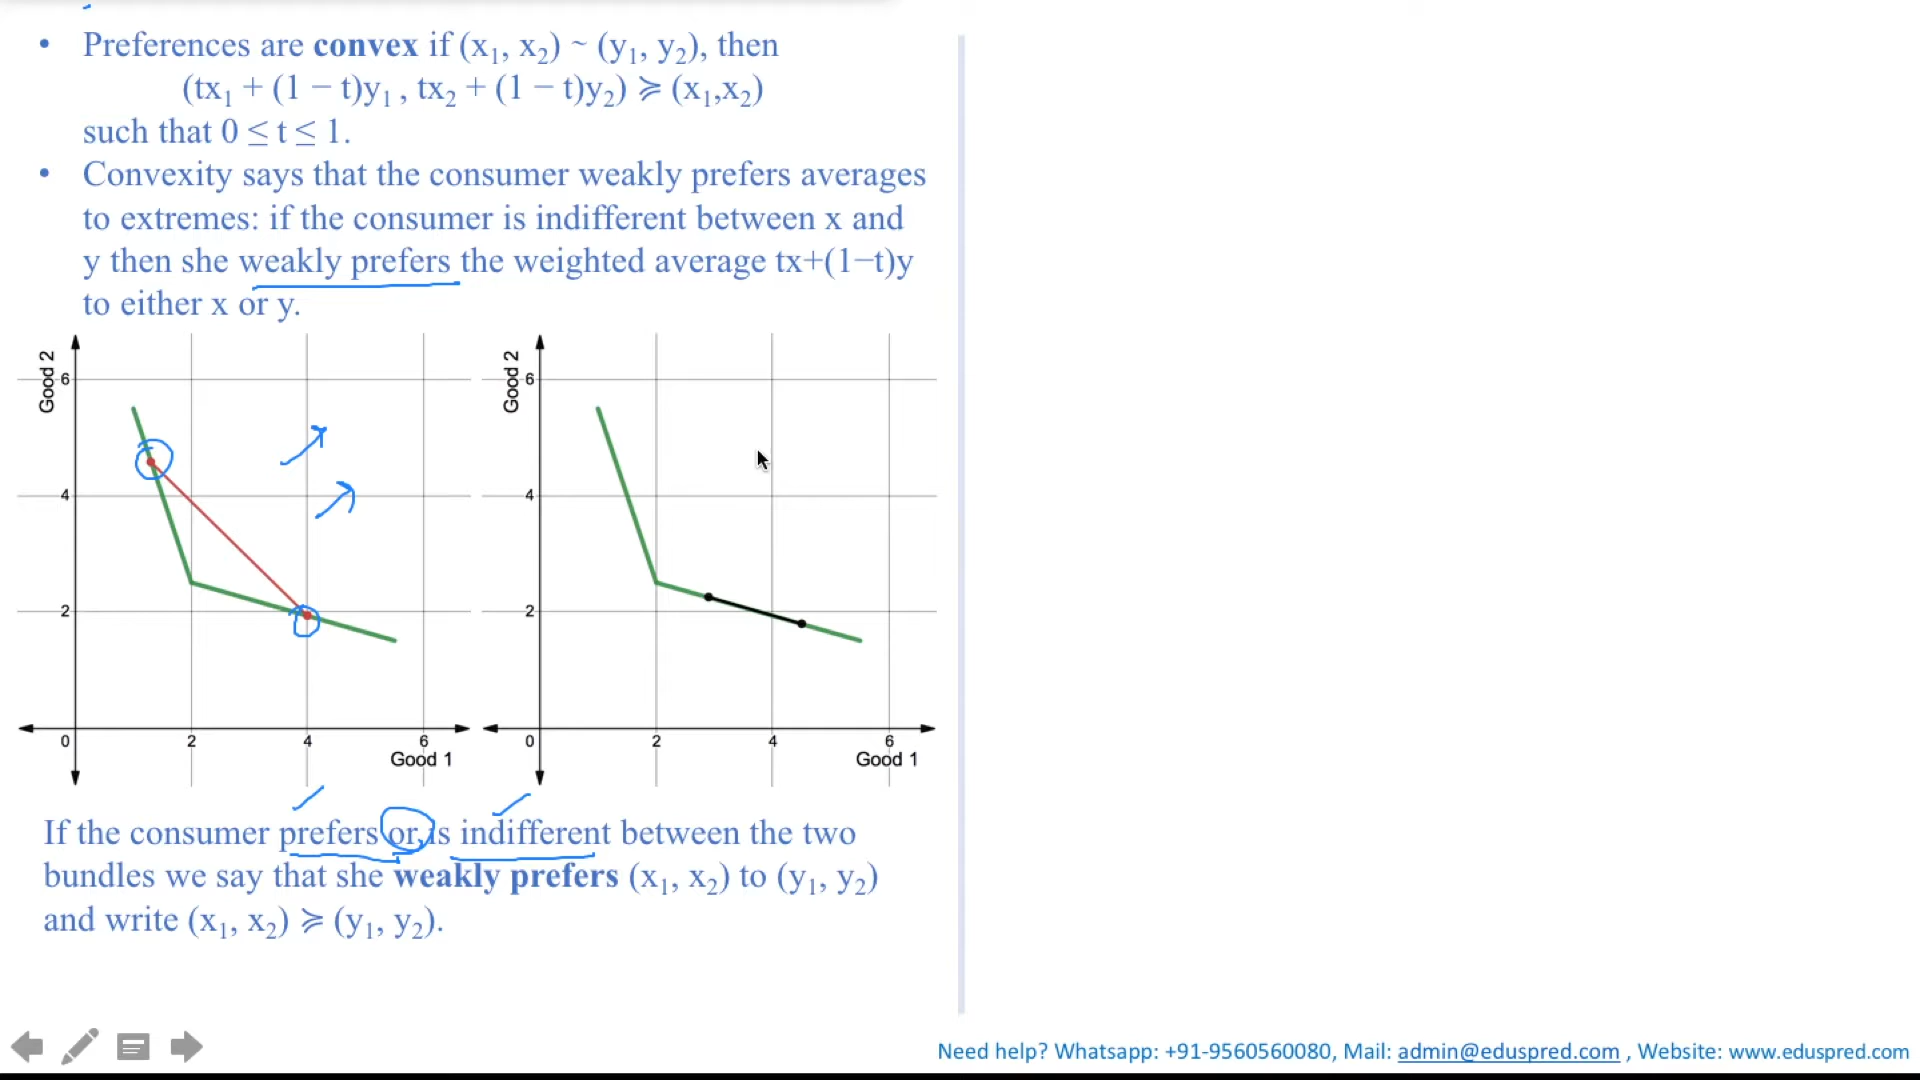 • Preferences are convex if (x₁, x₂) ~ (y₁, y₂), then
(tx₁ + (1 − t)y₁ , tx₂ + (1 − t)y₂) ≽ (x₁,x₂)
such that 0 ≤ t ≤ 1.
• Convexity says that the consumer weakly prefers averages
to extremes: if the consumer is indifferent between x and
y then she weakly prefers the weighted average tx+(1−t)y
to either x or y.
Good 2
6
4
2
0
2
4
6
Good 1
Good 2
6
4
2
0
2
4
6
Good 1
If the consumer prefers or, is indifferent between the two
bundles we say that she weakly prefers (x₁, x₂) to (y₁, y₂)
and write (x₁, x₂) ≽ (y₁, y₂).
Need help? Whatsapp: +91-9560560080, Mail: admin@eduspred.com , Website: www.eduspred.com